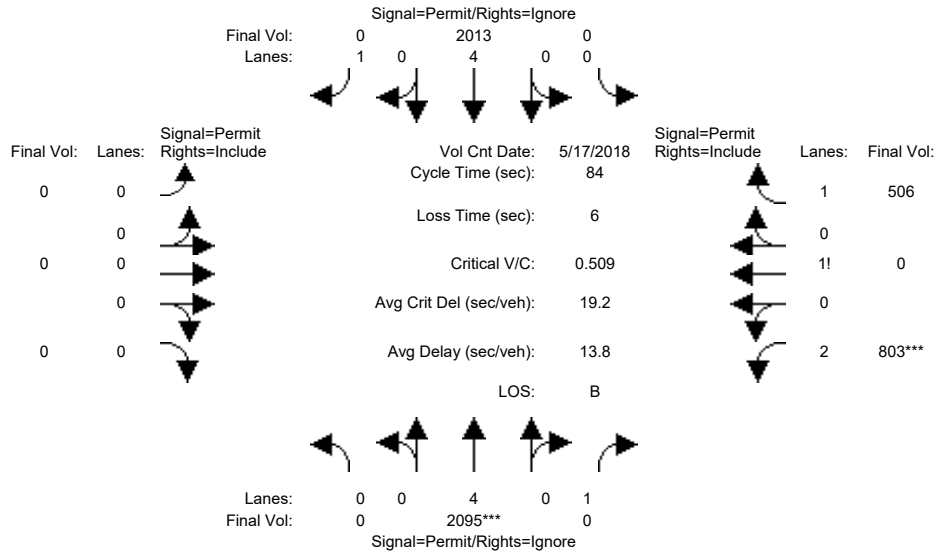 Signal=Permit/Rights=Ignore
Final Vol: 0 2013 0
Lanes: 1 0 4 0 0
Signal=Permit Signal=Permit
Final Vol: Lanes: Rights=Include Vol Cnt Date: 5/17/2018 Rights=Include Lanes: Final Vol:
Cycle Time (sec): 84
0 0 1 506
Loss Time (sec): 6
0 0
0 0 Critical V/C: 0.509 1! 0
0 Avg Crit Del (sec/veh): 19.2 0
0 0 Avg Delay (sec/veh): 13.8 2 803***
LOS: B
Lanes: 0 0 4 0 1
Final Vol: 0 2095*** 0
Signal=Permit/Rights=Ignore